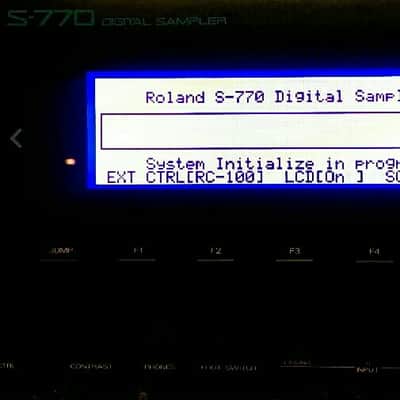 S-770 DIGITAL SAMPLER
Roland S-770 Digital Sampl
System Initialize in progr
EXT CTRL[RC-100] LCD[On ] SC
JUMP F1 F2 F3 F4
CONTRAST PHONES FOOT SWITCH INPUT